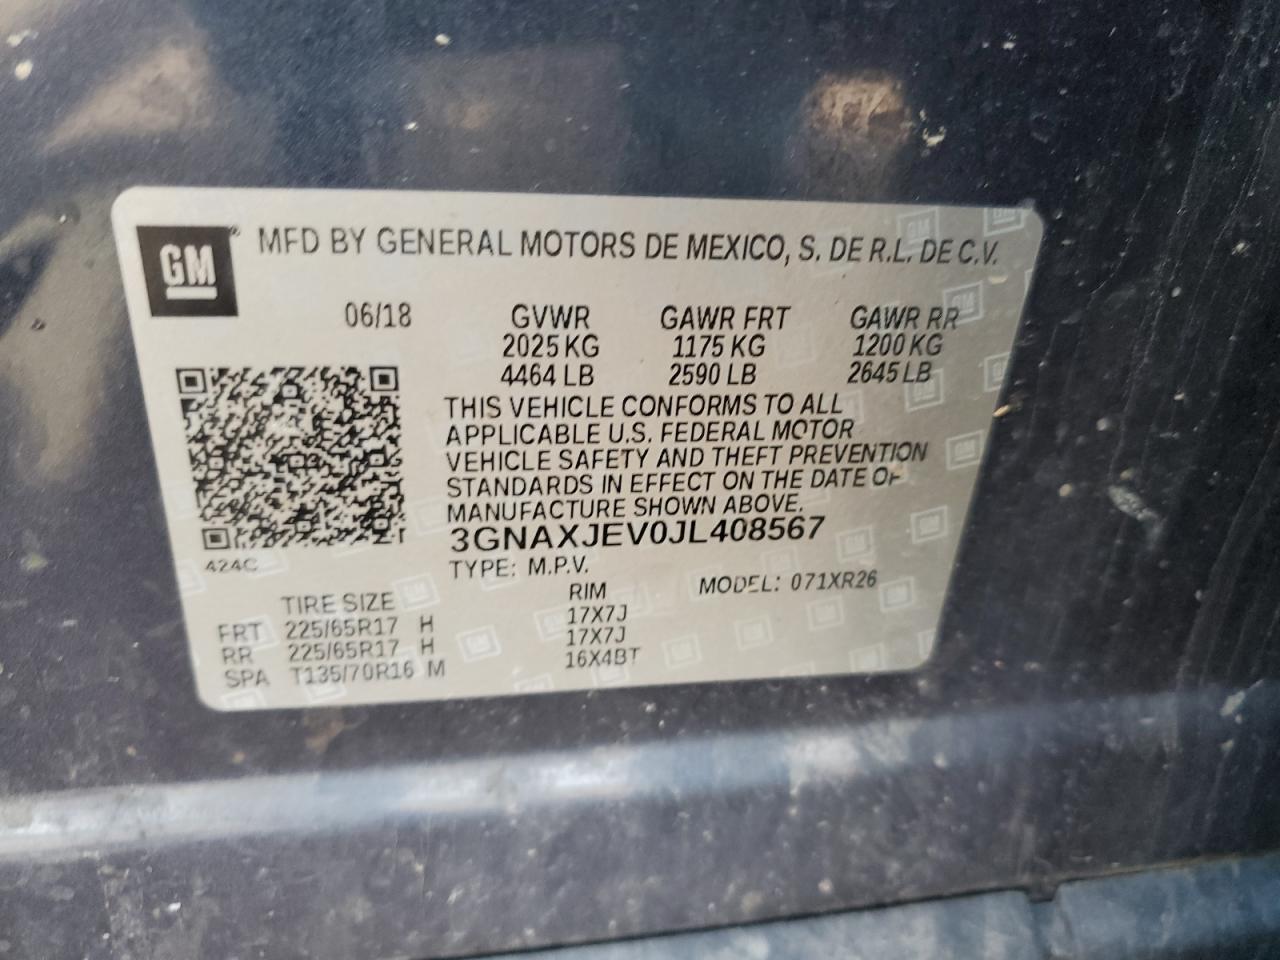 GM ® MFD BY GENERAL MOTORS DE MEXICO, S. DE R.L. DE C.V.
06/18 GVWR GAWR FRT GAWR RR
2025 KG 1175 KG 1200 KG
4464 LB 2590 LB 2645 LB
THIS VEHICLE CONFORMS TO ALL
APPLICABLE U.S. FEDERAL MOTOR
VEHICLE SAFETY AND THEFT PREVENTION
STANDARDS IN EFFECT ON THE DATE OF
MANUFACTURE SHOWN ABOVE.
3GNAXJEV0JL408567
424C TYPE: M.P.V.
MODEL: 071XR26
TIRE SIZE RIM
FRT 225/65R17 H 17X7J
RR 225/65R17 H 17X7J
SPA T135/70R16 M 16X4BT